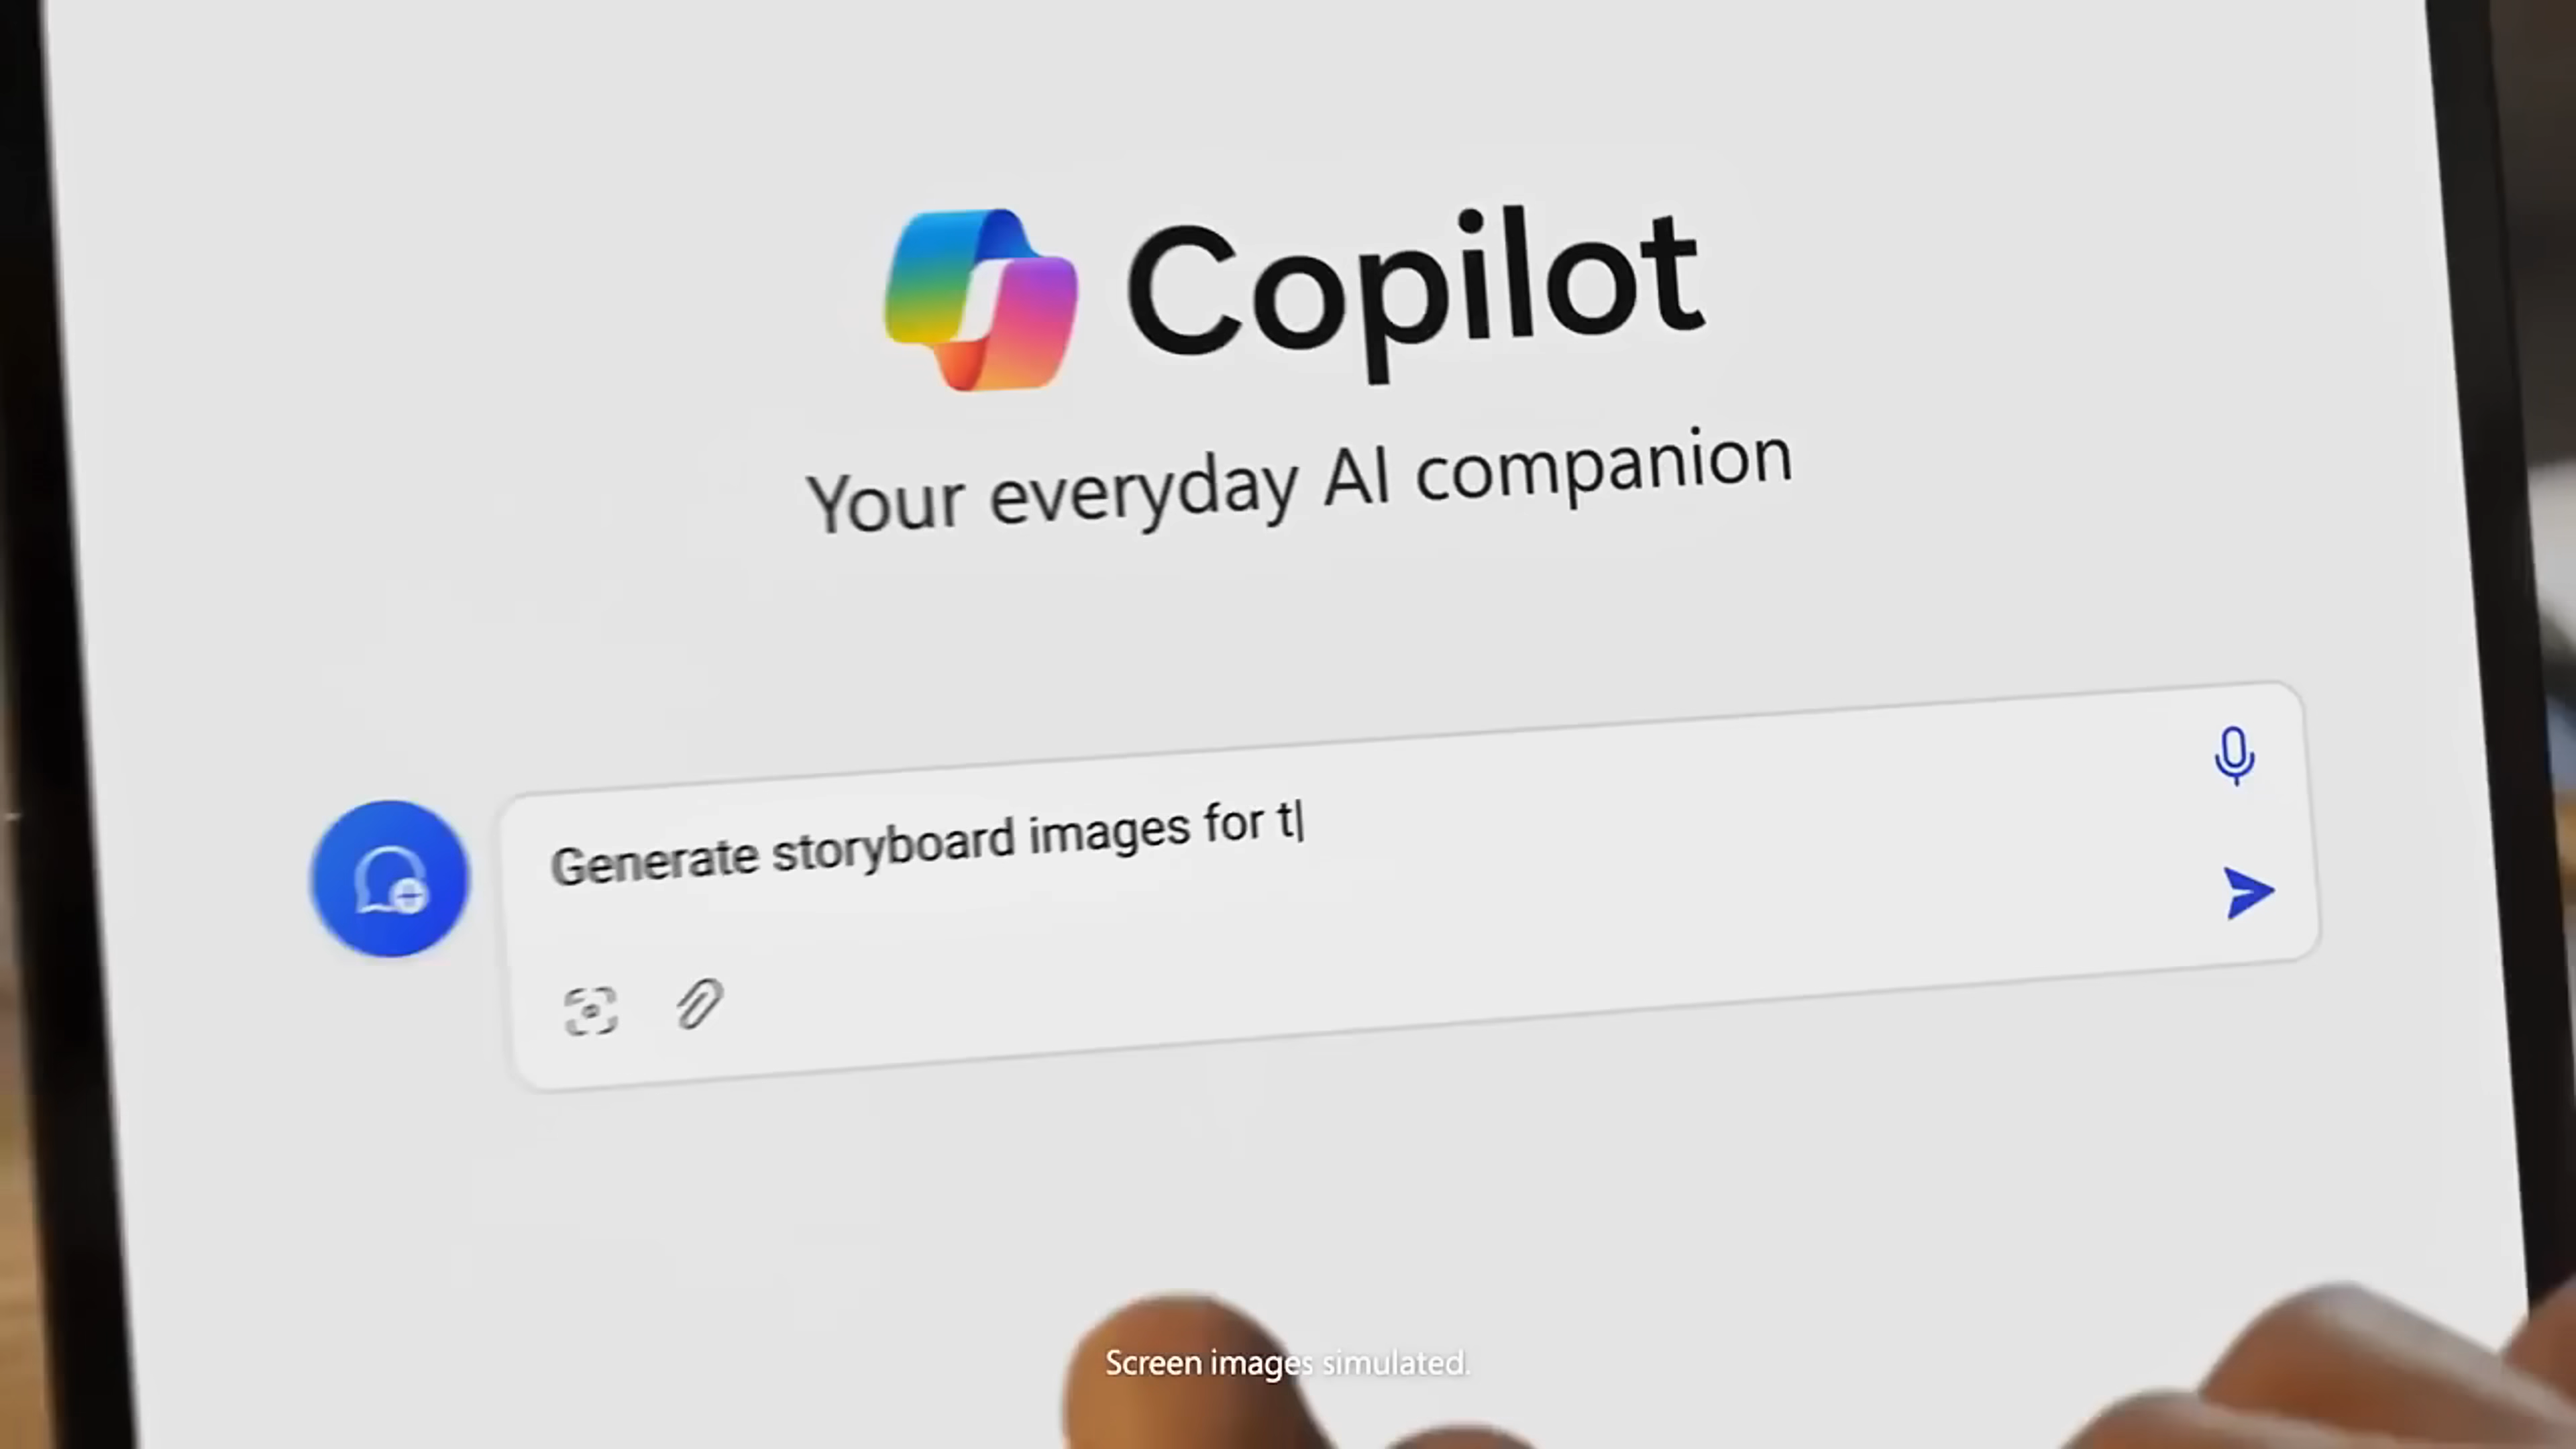 Copilot
Your everyday AI companion
Generate storyboard images for t
Screen images simulated.